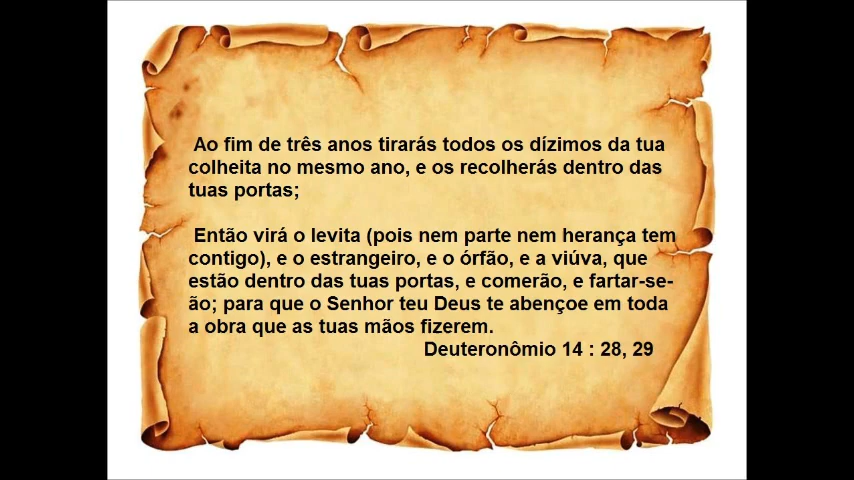 Ao fim de três anos tirarás todos os dízimos da tua
colheita no mesmo ano, e os recolherás dentro das
tuas portas;
Então virá o levita (pois nem parte nem herança tem
contigo), e o estrangeiro, e o órfão, e a viúva, que
estão dentro das tuas portas, e comerão, e fartar-se-
ão; para que o Senhor teu Deus te abençoe em toda
a obra que as tuas mãos fizerem.
Deuteronômio 14 : 28, 29